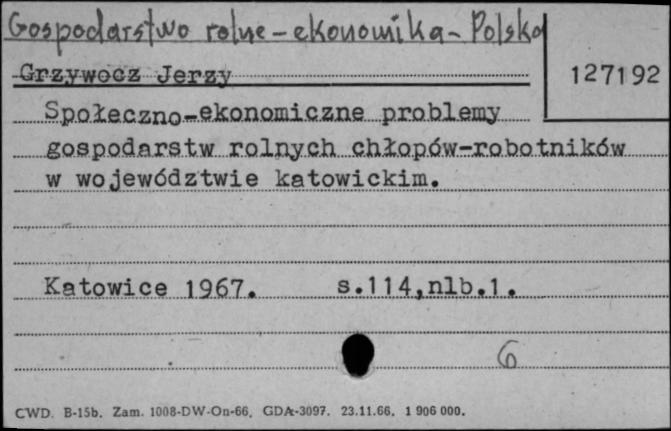 Gospodarstwo rolne - ekonomika - Polska
Grzywocz Jerzy
127192
Społeczno-ekonomiczne problemy
gospodarstw rolnych chłopów-robotników
w województwie katowickim.
Katowice 1967. s.114,nlb.1.
6
CWD. B-15b. Zam. 1008-DW-On-66. GDA-3097. 23.11.66. 1 906 000.